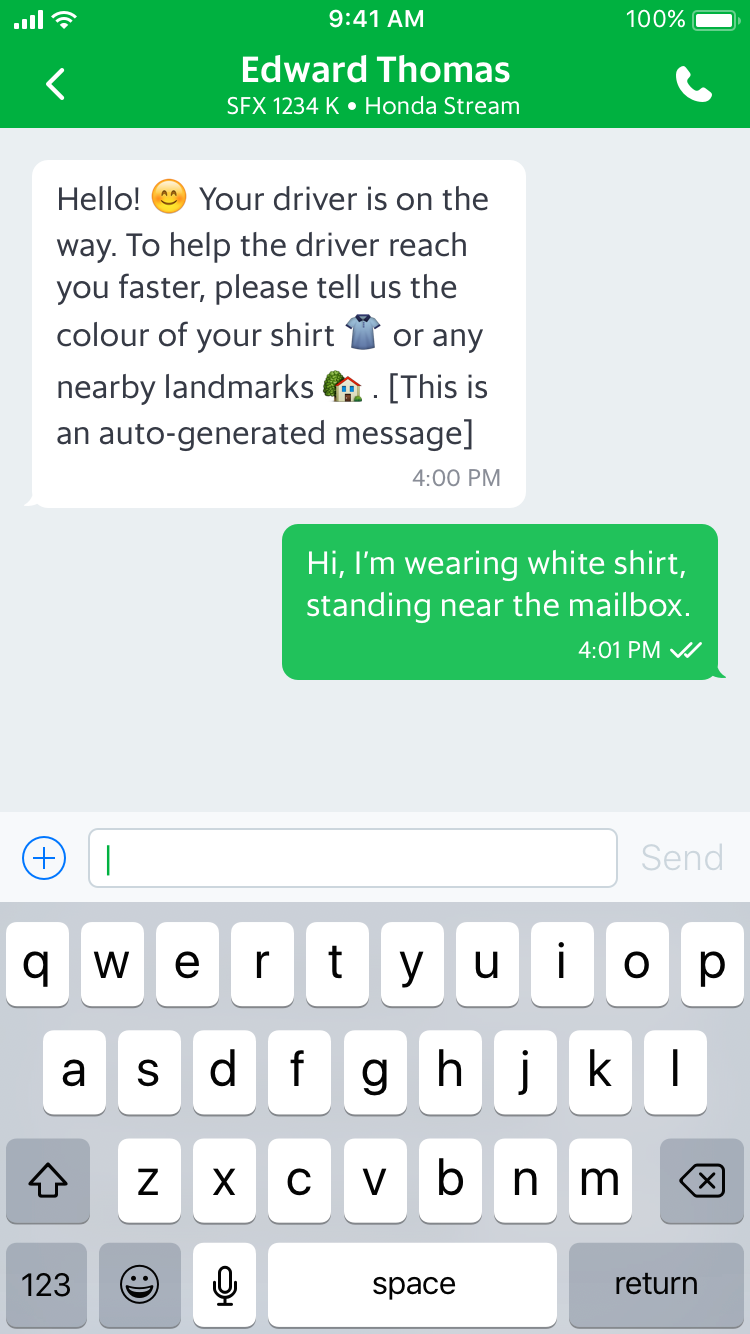 9:41 AM 100%
Edward Thomas
SFX 1234 K • Honda Stream
Hello! 😊 Your driver is on the
way. To help the driver reach
you faster, please tell us the
colour of your shirt 👕 or any
nearby landmarks 🏡 . [This is
an auto-generated message]
4:00 PM
Hi, I’m wearing white shirt,
standing near the mailbox.
4:01 PM
Send
q w e r t y u i o p
a s d f g h j k l
z x c v b n m
123 space return